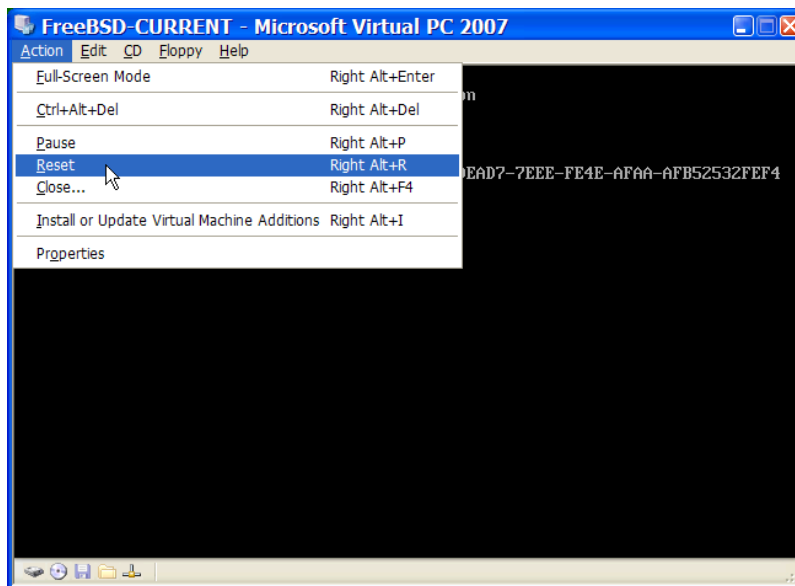 FreeBSD-CURRENT - Microsoft Virtual PC 2007
Action Edit CD Floppy Help
Full-Screen Mode Right Alt+Enter
Ctrl+Alt+Del Right Alt+Del
Pause Right Alt+P
Reset Right Alt+R
Close... Right Alt+F4
Install or Update Virtual Machine Additions Right Alt+I
Properties
on
DEAD7-7EEE-FE4E-AFAA-AFB52532FEF4